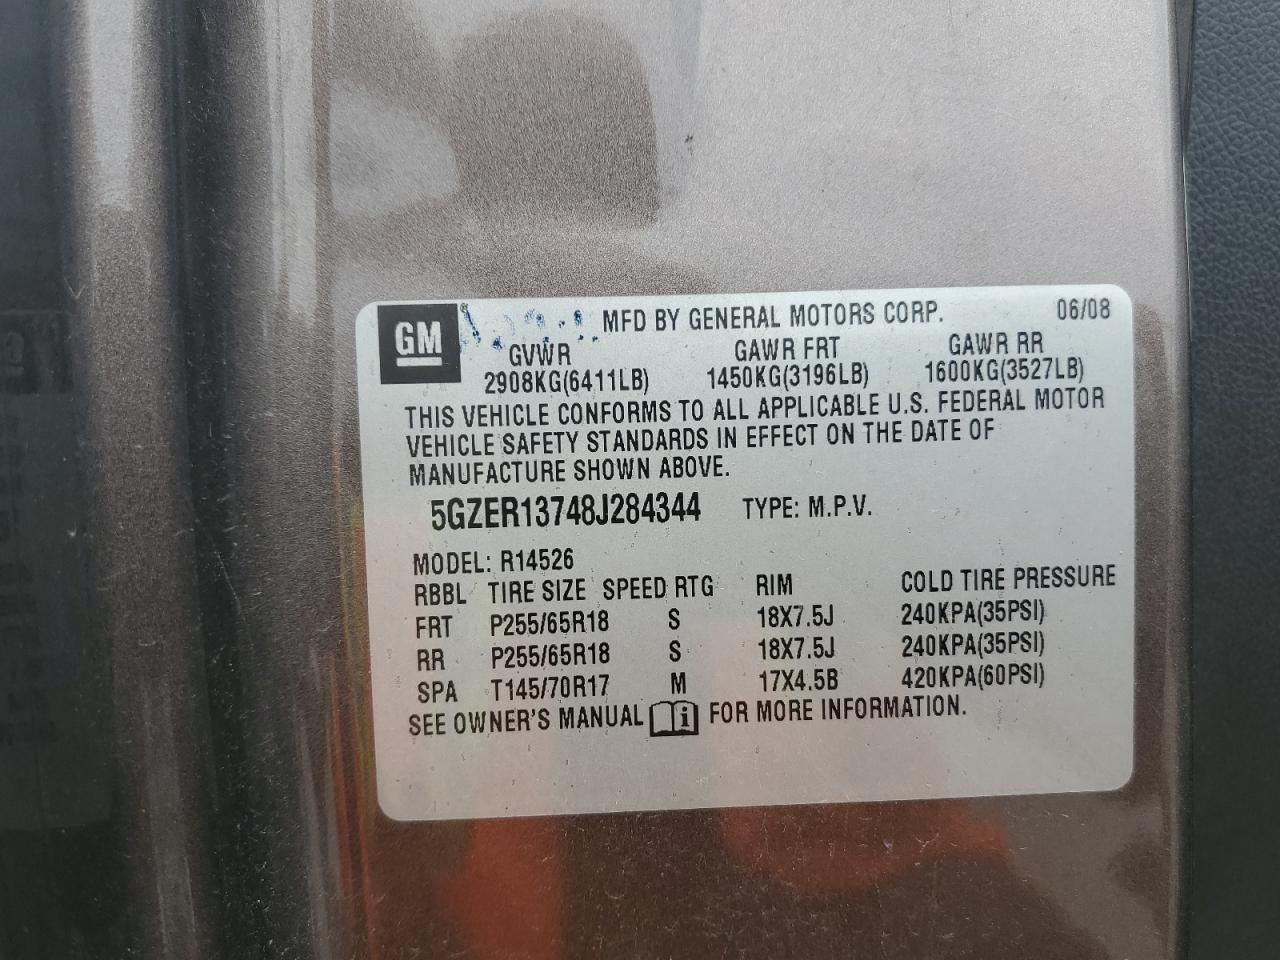 GM® MFD BY GENERAL MOTORS CORP. 06/08
GVWR GAWR FRT GAWR RR
2908KG(6411LB) 1450KG(3196LB) 1600KG(3527LB)
THIS VEHICLE CONFORMS TO ALL APPLICABLE U.S. FEDERAL MOTOR
VEHICLE SAFETY STANDARDS IN EFFECT ON THE DATE OF
MANUFACTURE SHOWN ABOVE.
5GZER13748J284344 TYPE: M.P.V.
MODEL: R14526
RBBL TIRE SIZE SPEED RTG RIM COLD TIRE PRESSURE
FRT P255/65R18 S 18X7.5J 240KPA(35PSI)
RR P255/65R18 S 18X7.5J 240KPA(35PSI)
SPA T145/70R17 M 17X4.5B 420KPA(60PSI)
SEE OWNER'S MANUAL i FOR MORE INFORMATION.